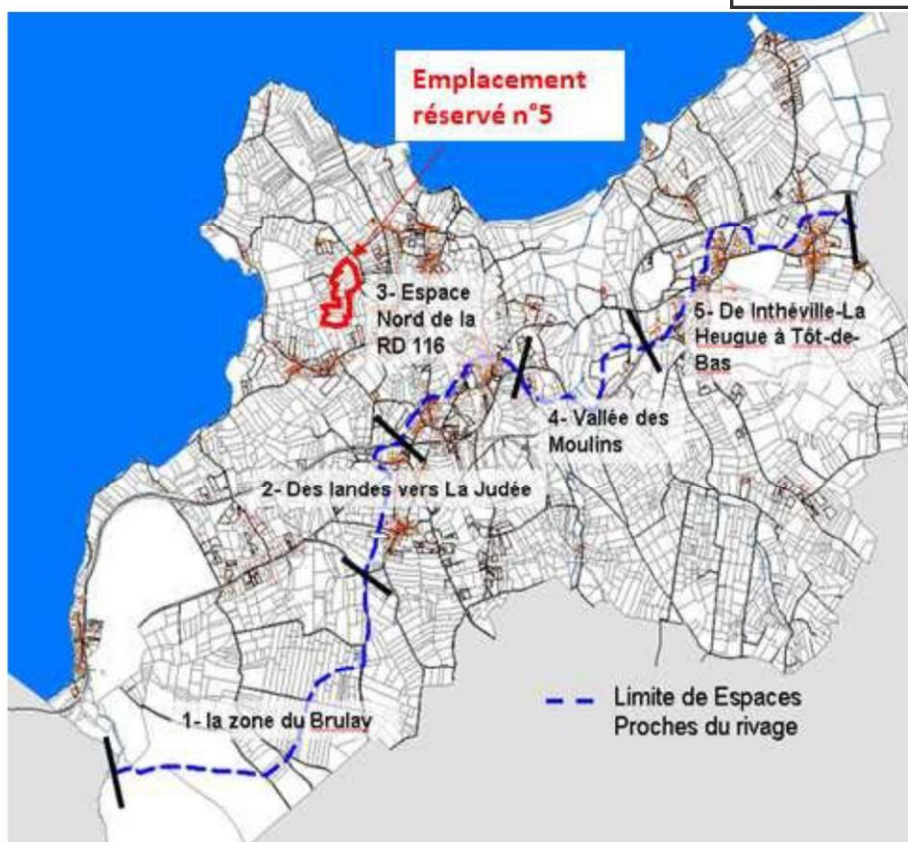 Emplacement
réservé n°5
3- Espace
Nord de la
RD 116
5- De Inthéville-La
Heugue à Tôt-de-
Bas
4- Vallée des
Moulins
2- Des landes vers La Judée
1- la zone du Brulay
Limite de Espaces
Proches du rivage